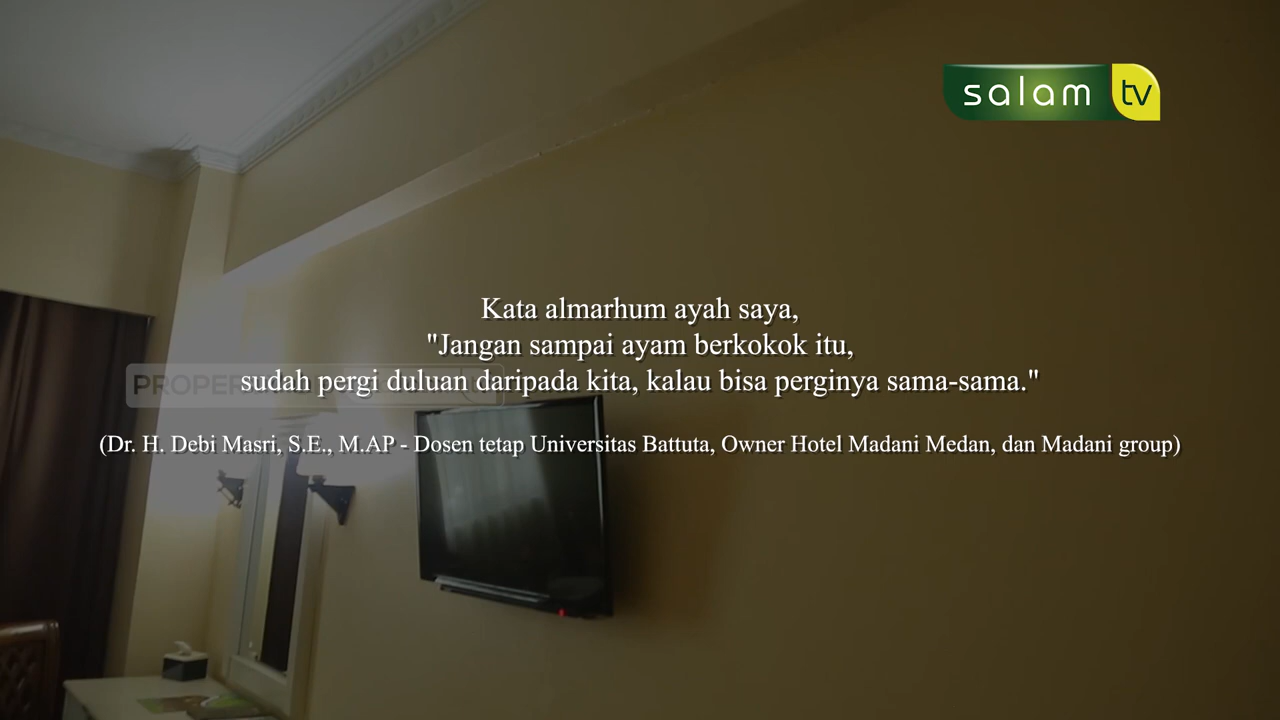 salam tv
Kata almarhum ayah saya,
"Jangan sampai ayam berkokok itu,
sudah pergi duluan daripada kita, kalau bisa perginya sama-sama."
(Dr. H. Debi Masri, S.E., M.AP - Dosen tetap Universitas Battuta, Owner Hotel Madani Medan, dan Madani group)